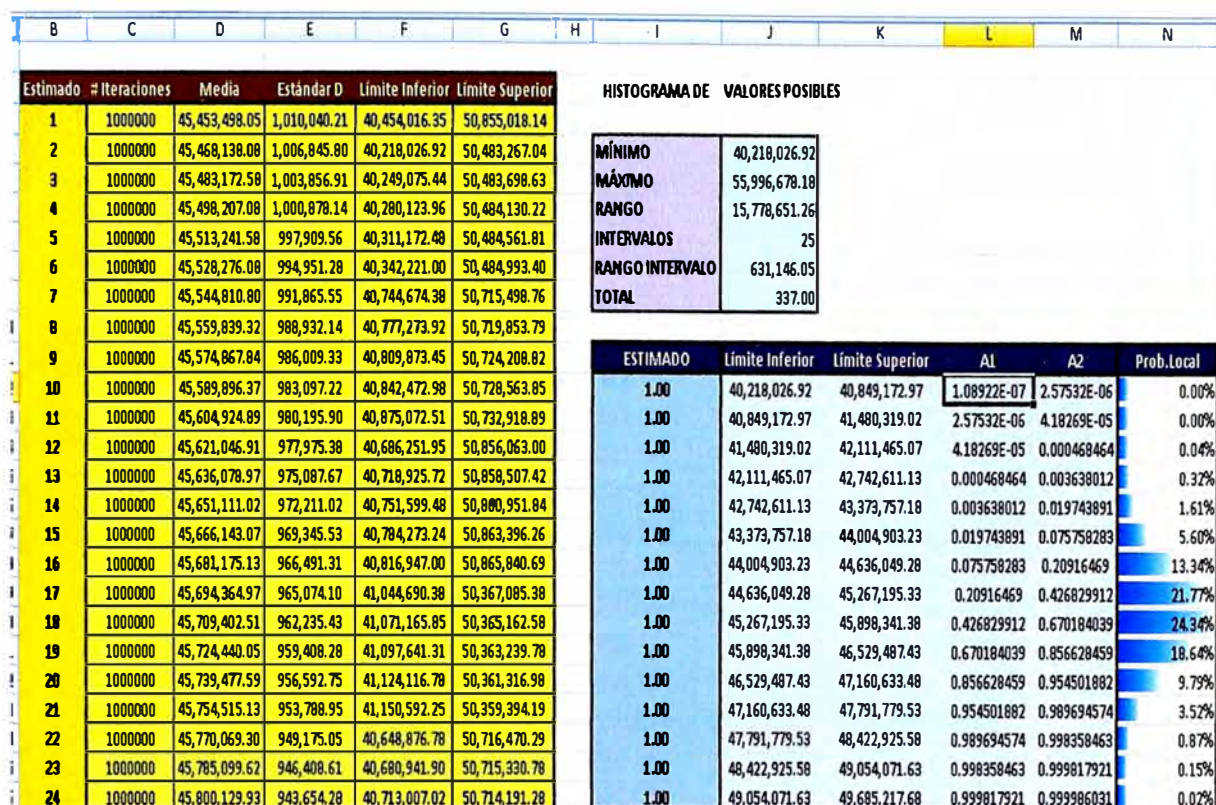 B C D E F G H I J K L M N
Estimado # Iteraciones Media Estándar D Límite Inferior Límite Superior
1 1000000 45,453,498.05 1,010,040.21 40,454,016.35 50,855,018.14
2 1000000 45,468,138.08 1,006,845.80 40,218,026.92 50,483,267.04
3 1000000 45,483,172.58 1,003,856.91 40,249,075.44 50,483,698.63
4 1000000 45,498,207.08 1,000,878.14 40,280,123.96 50,484,130.22
5 1000000 45,513,241.58 997,909.56 40,311,172.48 50,484,561.81
6 1000000 45,528,276.08 994,951.28 40,342,221.00 50,484,993.40
7 1000000 45,544,810.80 991,865.55 40,744,674.38 50,715,498.76
8 1000000 45,559,839.32 988,932.14 40,777,273.92 50,719,853.79
9 1000000 45,574,867.84 986,009.33 40,809,873.45 50,724,208.82
10 1000000 45,589,896.37 983,097.22 40,842,472.98 50,728,563.85
11 1000000 45,604,924.89 980,195.90 40,875,072.51 50,732,918.89
12 1000000 45,621,046.91 977,975.38 40,686,251.95 50,856,063.00
13 1000000 45,636,078.97 975,087.67 40,718,925.72 50,858,507.42
14 1000000 45,651,111.02 972,211.02 40,751,599.48 50,860,951.84
15 1000000 45,666,143.07 969,345.53 40,784,273.24 50,863,396.26
16 1000000 45,681,175.13 966,491.31 40,816,947.00 50,865,840.69
17 1000000 45,694,364.97 965,074.10 41,044,690.38 50,367,085.38
18 1000000 45,709,402.51 962,235.43 41,071,165.85 50,365,162.58
19 1000000 45,724,440.05 959,408.28 41,097,641.31 50,363,239.78
20 1000000 45,739,477.59 956,592.75 41,124,116.78 50,361,316.98
21 1000000 45,754,515.13 953,788.95 41,150,592.25 50,359,394.19
22 1000000 45,770,069.30 949,175.05 40,648,876.78 50,716,470.29
23 1000000 45,785,099.62 946,408.61 40,680,941.90 50,715,330.78
24 1000000 45,800,129.93 943,654.28 40,713,007.02 50,714,191.28
HISTOGRAMA DE VALORES POSIBLES
MÍNIMO 40,218,026.92
MÁXIMO 55,996,678.18
RANGO 15,778,651.26
INTERVALOS 25
RANGO INTERVALO 631,146.05
TOTAL 337.00
ESTIMADO Límite Inferior Límite Superior A1 A2 Prob.Local
1.00 40,218,026.92 40,849,172.97 1.08922E-07 2.57532E-06 0.00%
1.00 40,849,172.97 41,480,319.02 2.57532E-06 4.18269E-05 0.00%
1.00 41,480,319.02 42,111,465.07 4.18269E-05 0.000468464 0.04%
1.00 42,111,465.07 42,742,611.13 0.000468464 0.003638012 0.32%
1.00 42,742,611.13 43,373,757.18 0.003638012 0.019743891 1.61%
1.00 43,373,757.18 44,004,903.23 0.019743891 0.075758283 5.60%
1.00 44,004,903.23 44,636,049.28 0.075758283 0.20916469 13.34%
1.00 44,636,049.28 45,267,195.33 0.20916469 0.426829912 21.77%
1.00 45,267,195.33 45,898,341.38 0.426829912 0.670184039 24.34%
1.00 45,898,341.38 46,529,487.43 0.670184039 0.856628459 18.64%
1.00 46,529,487.43 47,160,633.48 0.856628459 0.954501882 9.79%
1.00 47,160,633.48 47,791,779.53 0.954501882 0.989694574 3.52%
1.00 47,791,779.53 48,422,925.58 0.989694574 0.998358463 0.87%
1.00 48,422,925.58 49,054,071.63 0.998358463 0.999817921 0.15%
1.00 49,054,071.63 49,685,217.68 0.999817921 0.999986031 0.02%